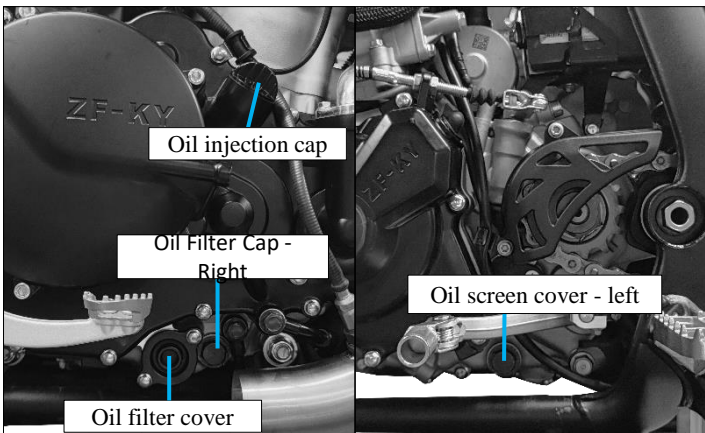 ZF-KY
Oil injection cap
Oil Filter Cap -
Right
Oil filter cover
ZF-KY
Oil screen cover - left